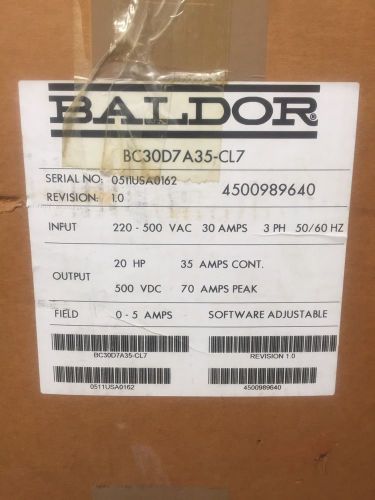 BALDOR®
BC30D7A35-CL7
SERIAL NO: 0511USA0162
REVISION: 1.0
4500989640
INPUT 220 - 500 VAC 30 AMPS 3 PH 50/60 HZ
OUTPUT
20 HP 35 AMPS CONT.
500 VDC 70 AMPS PEAK
FIELD 0 - 5 AMPS SOFTWARE ADJUSTABLE
BC30D7A35-CL7 REVISION 1.0
0511USA0162 4500989640